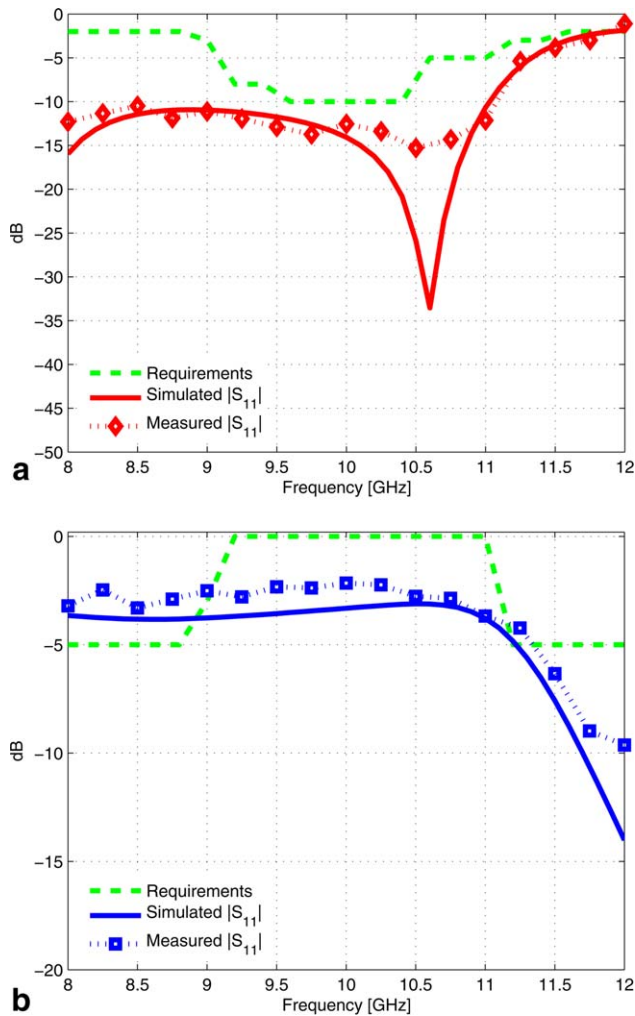 0
−5
−10
−15
−20
−25
−30
−35
−40
−45
−50
dB
Requirements
Simulated |S11|
Measured |S11|
8 8.5 9 9.5 10 10.5 11 11.5 12
Frequency [GHz]
a
0
−5
−10
−15
−20
dB
Requirements
Simulated |S11|
Measured |S11|
8 8.5 9 9.5 10 10.5 11 11.5 12
Frequency [GHz]
b